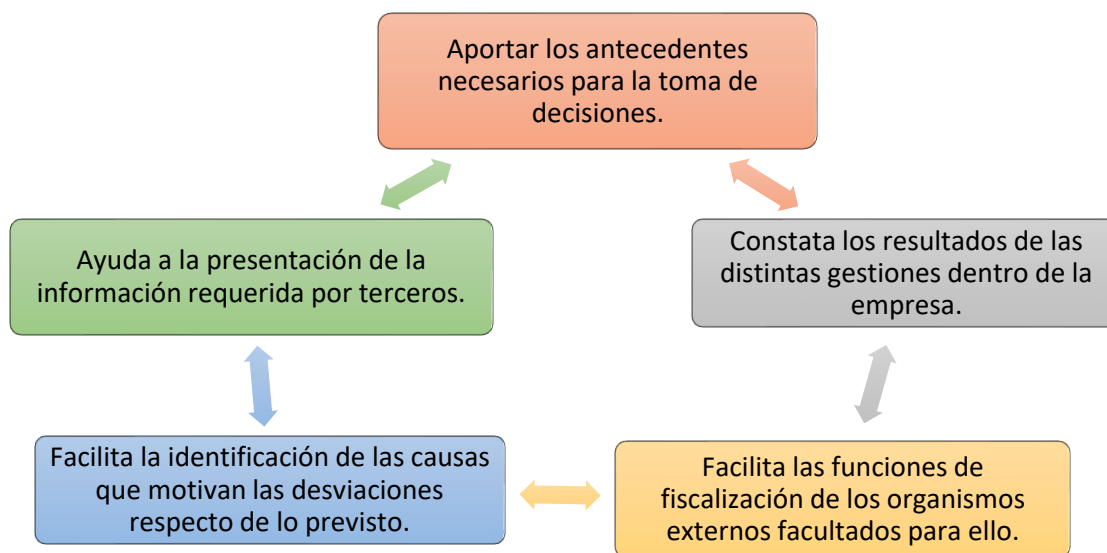 Aportar los antecedentes
necesarios para la toma de
decisiones.
Ayuda a la presentación de la
información requerida por terceros.
Constata los resultados de las
distintas gestiones dentro de la
empresa.
Facilita la identificación de las causas
que motivan las desviaciones
respecto de lo previsto.
Facilita las funciones de
fiscalización de los organismos
externos facultados para ello.